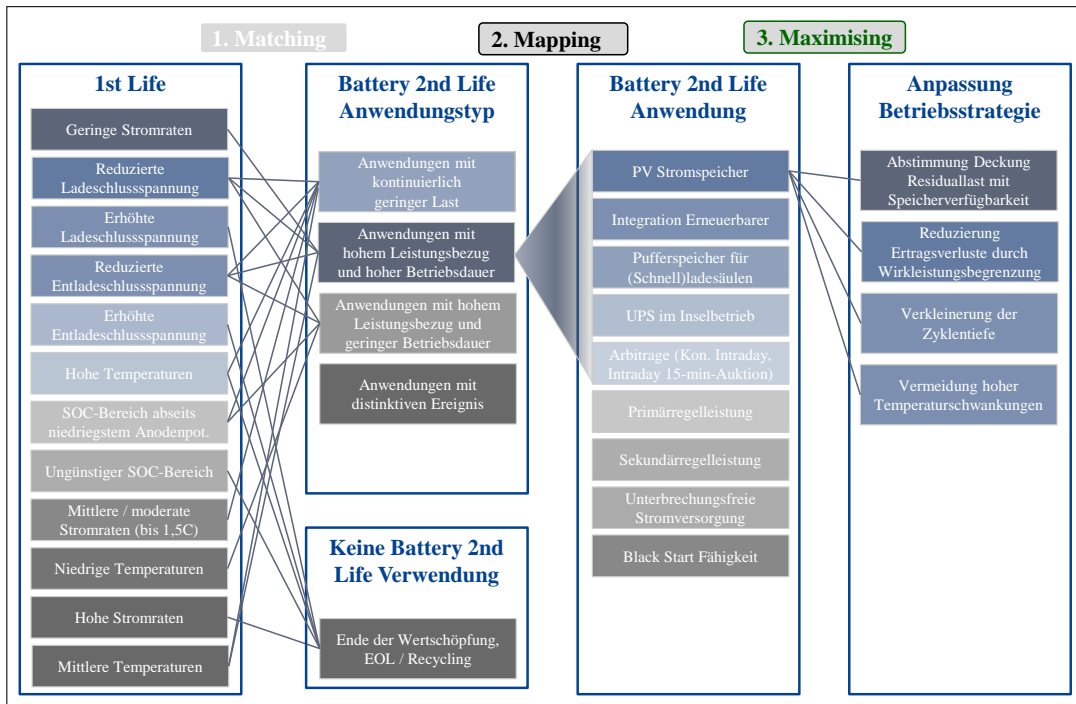 1. Matching
2. Mapping
3. Maximising
1st Life
Geringe Stromraten
Reduzierte
Ladeschlussspannung
Erhöhte
Ladeschlussspannung
Reduzierte
Entladeschlussspannung
Erhöhte
Entladeschlussspannung
Hohe Temperaturen
SOC-Bereich abseits
niedriegstem Anodenpot.
Ungünstiger SOC-Bereich
Mittlere / moderate
Stromraten (bis 1,5C)
Niedrige Temperaturen
Hohe Stromraten
Mittlere Temperaturen
Battery 2nd Life
Anwendungstyp
Anwendungen mit
kontinuierlich
geringer Last
Anwendungen mit
hohem Leistungsbezug
und hoher Betriebsdauer
Anwendungen mit hohem
Leistungsbezug und
geringer Betriebsdauer
Anwendungen mit
distinktiven Ereignis
Keine Battery 2nd
Life Verwendung
Ende der Wertschöpfung,
EOL / Recycling
Battery 2nd Life
Anwendung
PV Stromspeicher
Integration Erneuerbarer
Pufferspeicher für
(Schnell)ladesäulen
UPS im Inselbetrieb
Arbitrage (Kon. Intraday,
Intraday 15-min-Auktion)
Primärregelleistung
Sekundärregelleistung
Unterbrechungsfreie
Stromversorgung
Black Start Fähigkeit
Anpassung
Betriebsstrategie
Abstimmung Deckung
Residuallast mit
Speicherverfügbarkeit
Reduzierung
Ertragsverluste durch
Wirkleistungsbegrenzung
Verkleinerung der
Zyklentiefe
Vermeidung hoher
Temperaturschwankungen